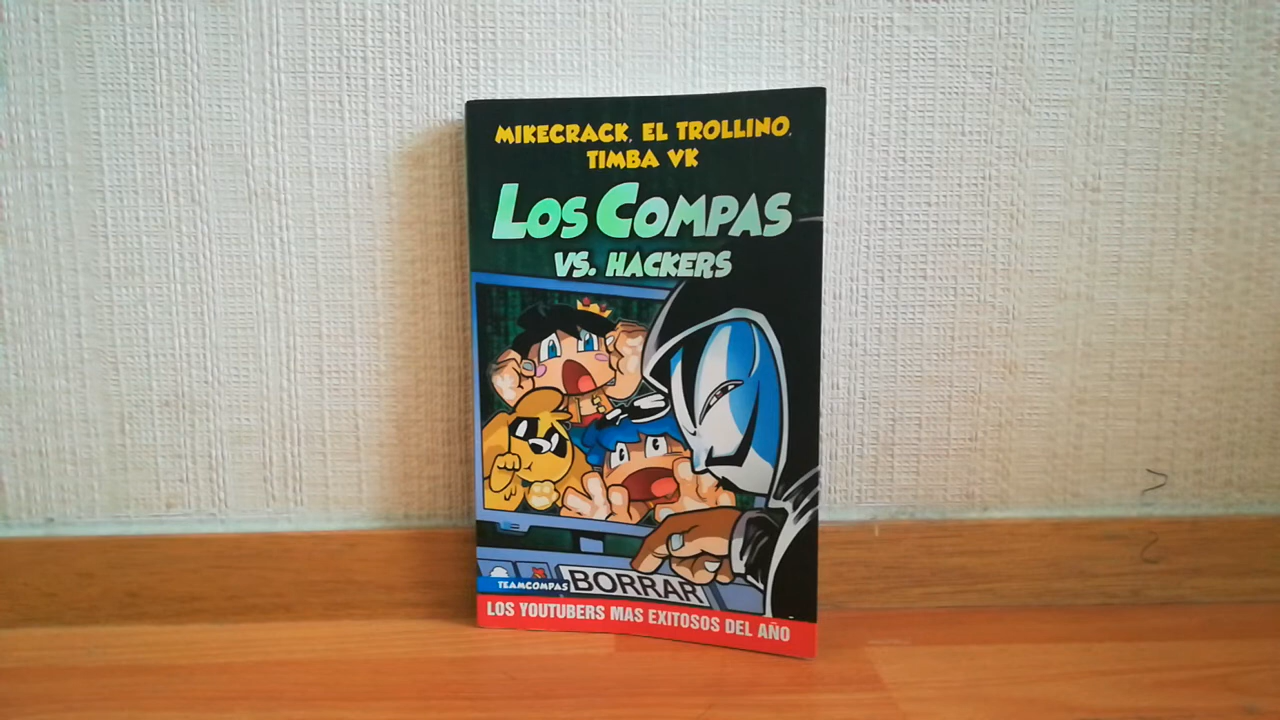 MIKECRACK, EL TROLLINO,
TIMBA VK
LOS COMPAS
VS. HACKERS
TEAMCOMPAS
BORRAR
LOS YOUTUBERS MAS EXITOSOS DEL AÑO